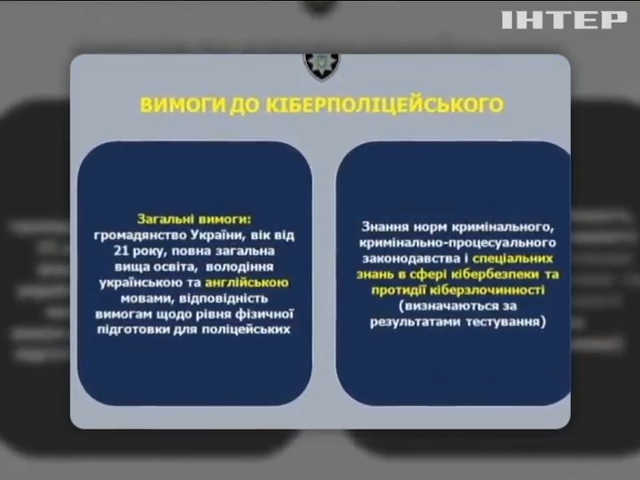 ІНТЕР
ВИМОГИ ДО КІБЕРПОЛІЦЕЙСЬКОГО
Загальні вимоги:
громадянство України, вік від
21 року, повна загальна
вища освіта, володіння
українською та англійською
мовами, відповідність
вимогам щодо рівня фізичної
підготовки для поліцейських
Знання норм кримінального,
кримінально-процесуального
законодавства і спеціальних
знань в сфері кібербезпеки та
протидії кіберзлочинності
(визначаються за
результатами тестування)